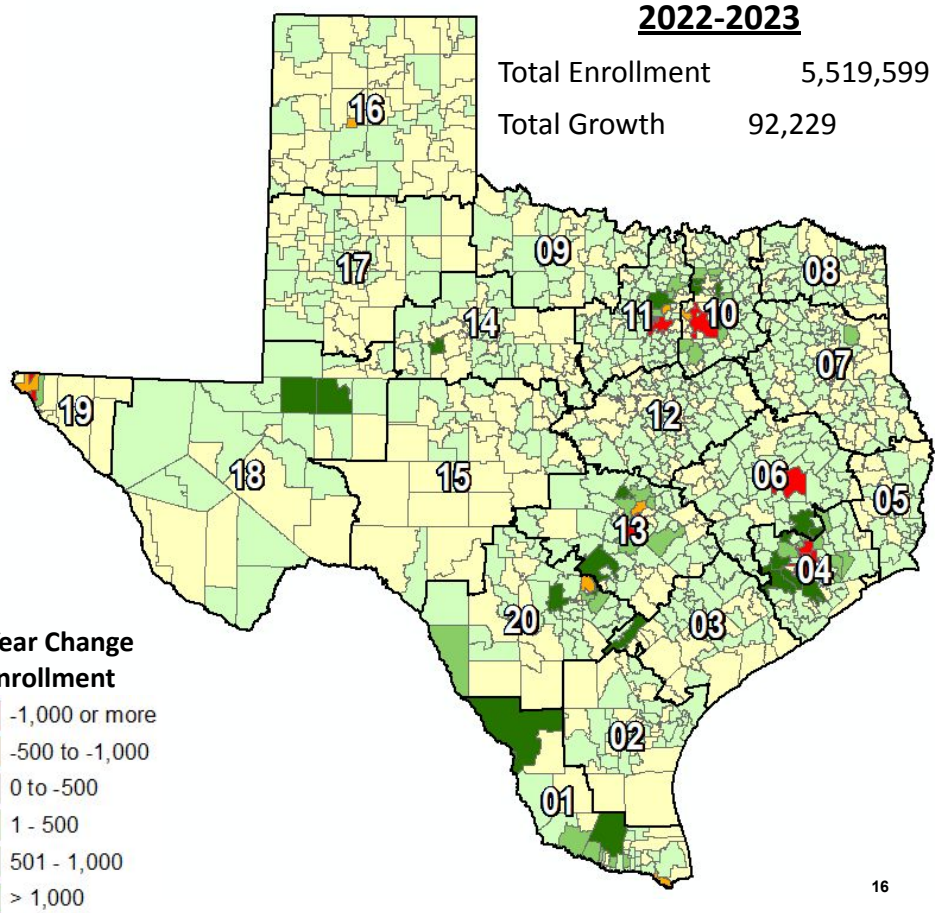 2022-2023
Total Enrollment 5,519,599
Total Growth 92,229
16
17
09
08
11
10
14
07
19
12
18
15
06
05
13
04
20
03
02
01
ear Change
nrollment
-1,000 or more
-500 to -1,000
0 to -500
1 - 500
501 - 1,000
> 1,000
16